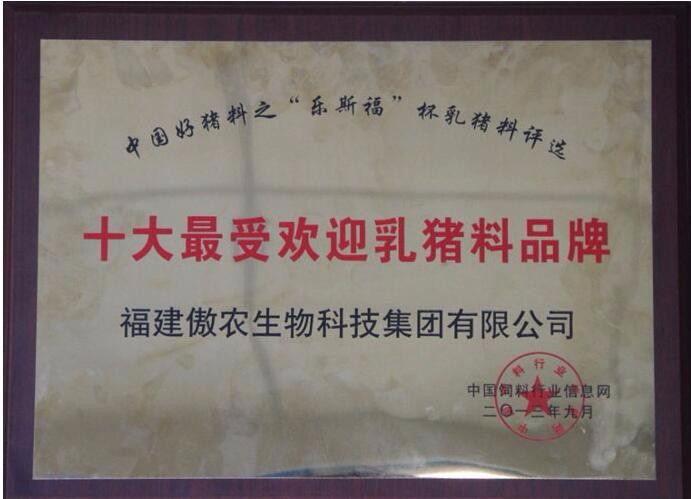 中国好猪料之“乐斯福”杯乳猪料评选
十大最受欢迎乳猪料品牌
福建傲农生物科技集团有限公司
中国饲料行业信息网
二〇一二年九月